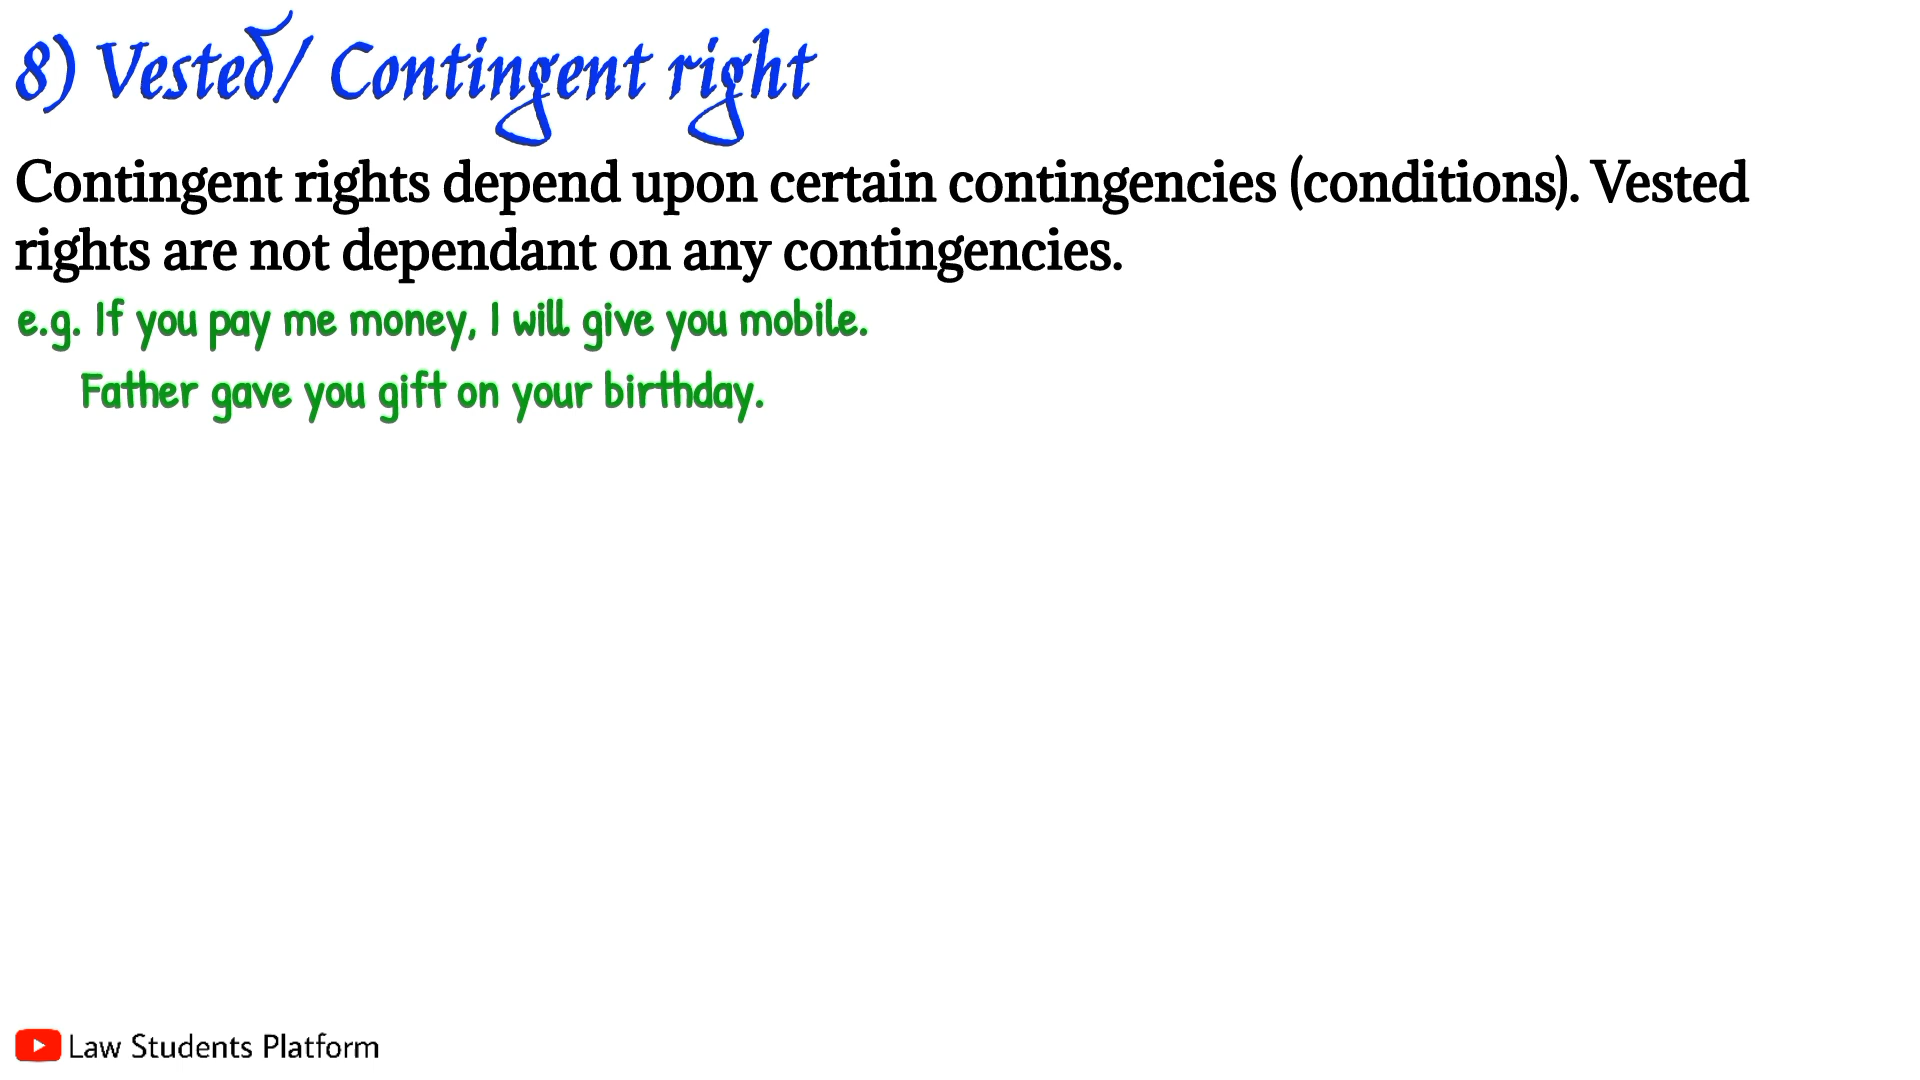 8) Vested/ Contingent right
Contingent rights depend upon certain contingencies (conditions). Vested
rights are not dependant on any contingencies.
e.g. If you pay me money, I will give you mobile.
Father gave you gift on your birthday.
Law Students Platform